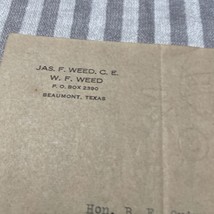 JAS. F. WEED, C. E.
W. F. WEED
P. O. BOX 2390
BEAUMONT, TEXAS
Hon. R. E.